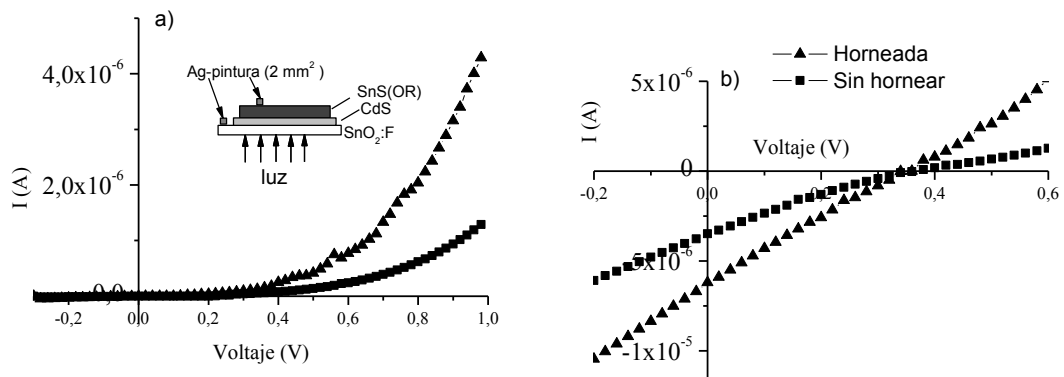 a)
I (A)
4,0x10⁻⁶
2,0x10⁻⁶
0,0
-0,2 0,0 0,2 0,4 0,6 0,8 1,0
Voltaje (V)
Ag-pintura (2 mm²)
SnS(OR)
CdS
SnO₂:F
luz
b)
Horneada
Sin hornear
I (A)
5x10⁻⁶
Voltaje (V)
0
-0,2 0,0 0,2 0,4 0,6
5x10⁻⁶
-1x10⁻⁵